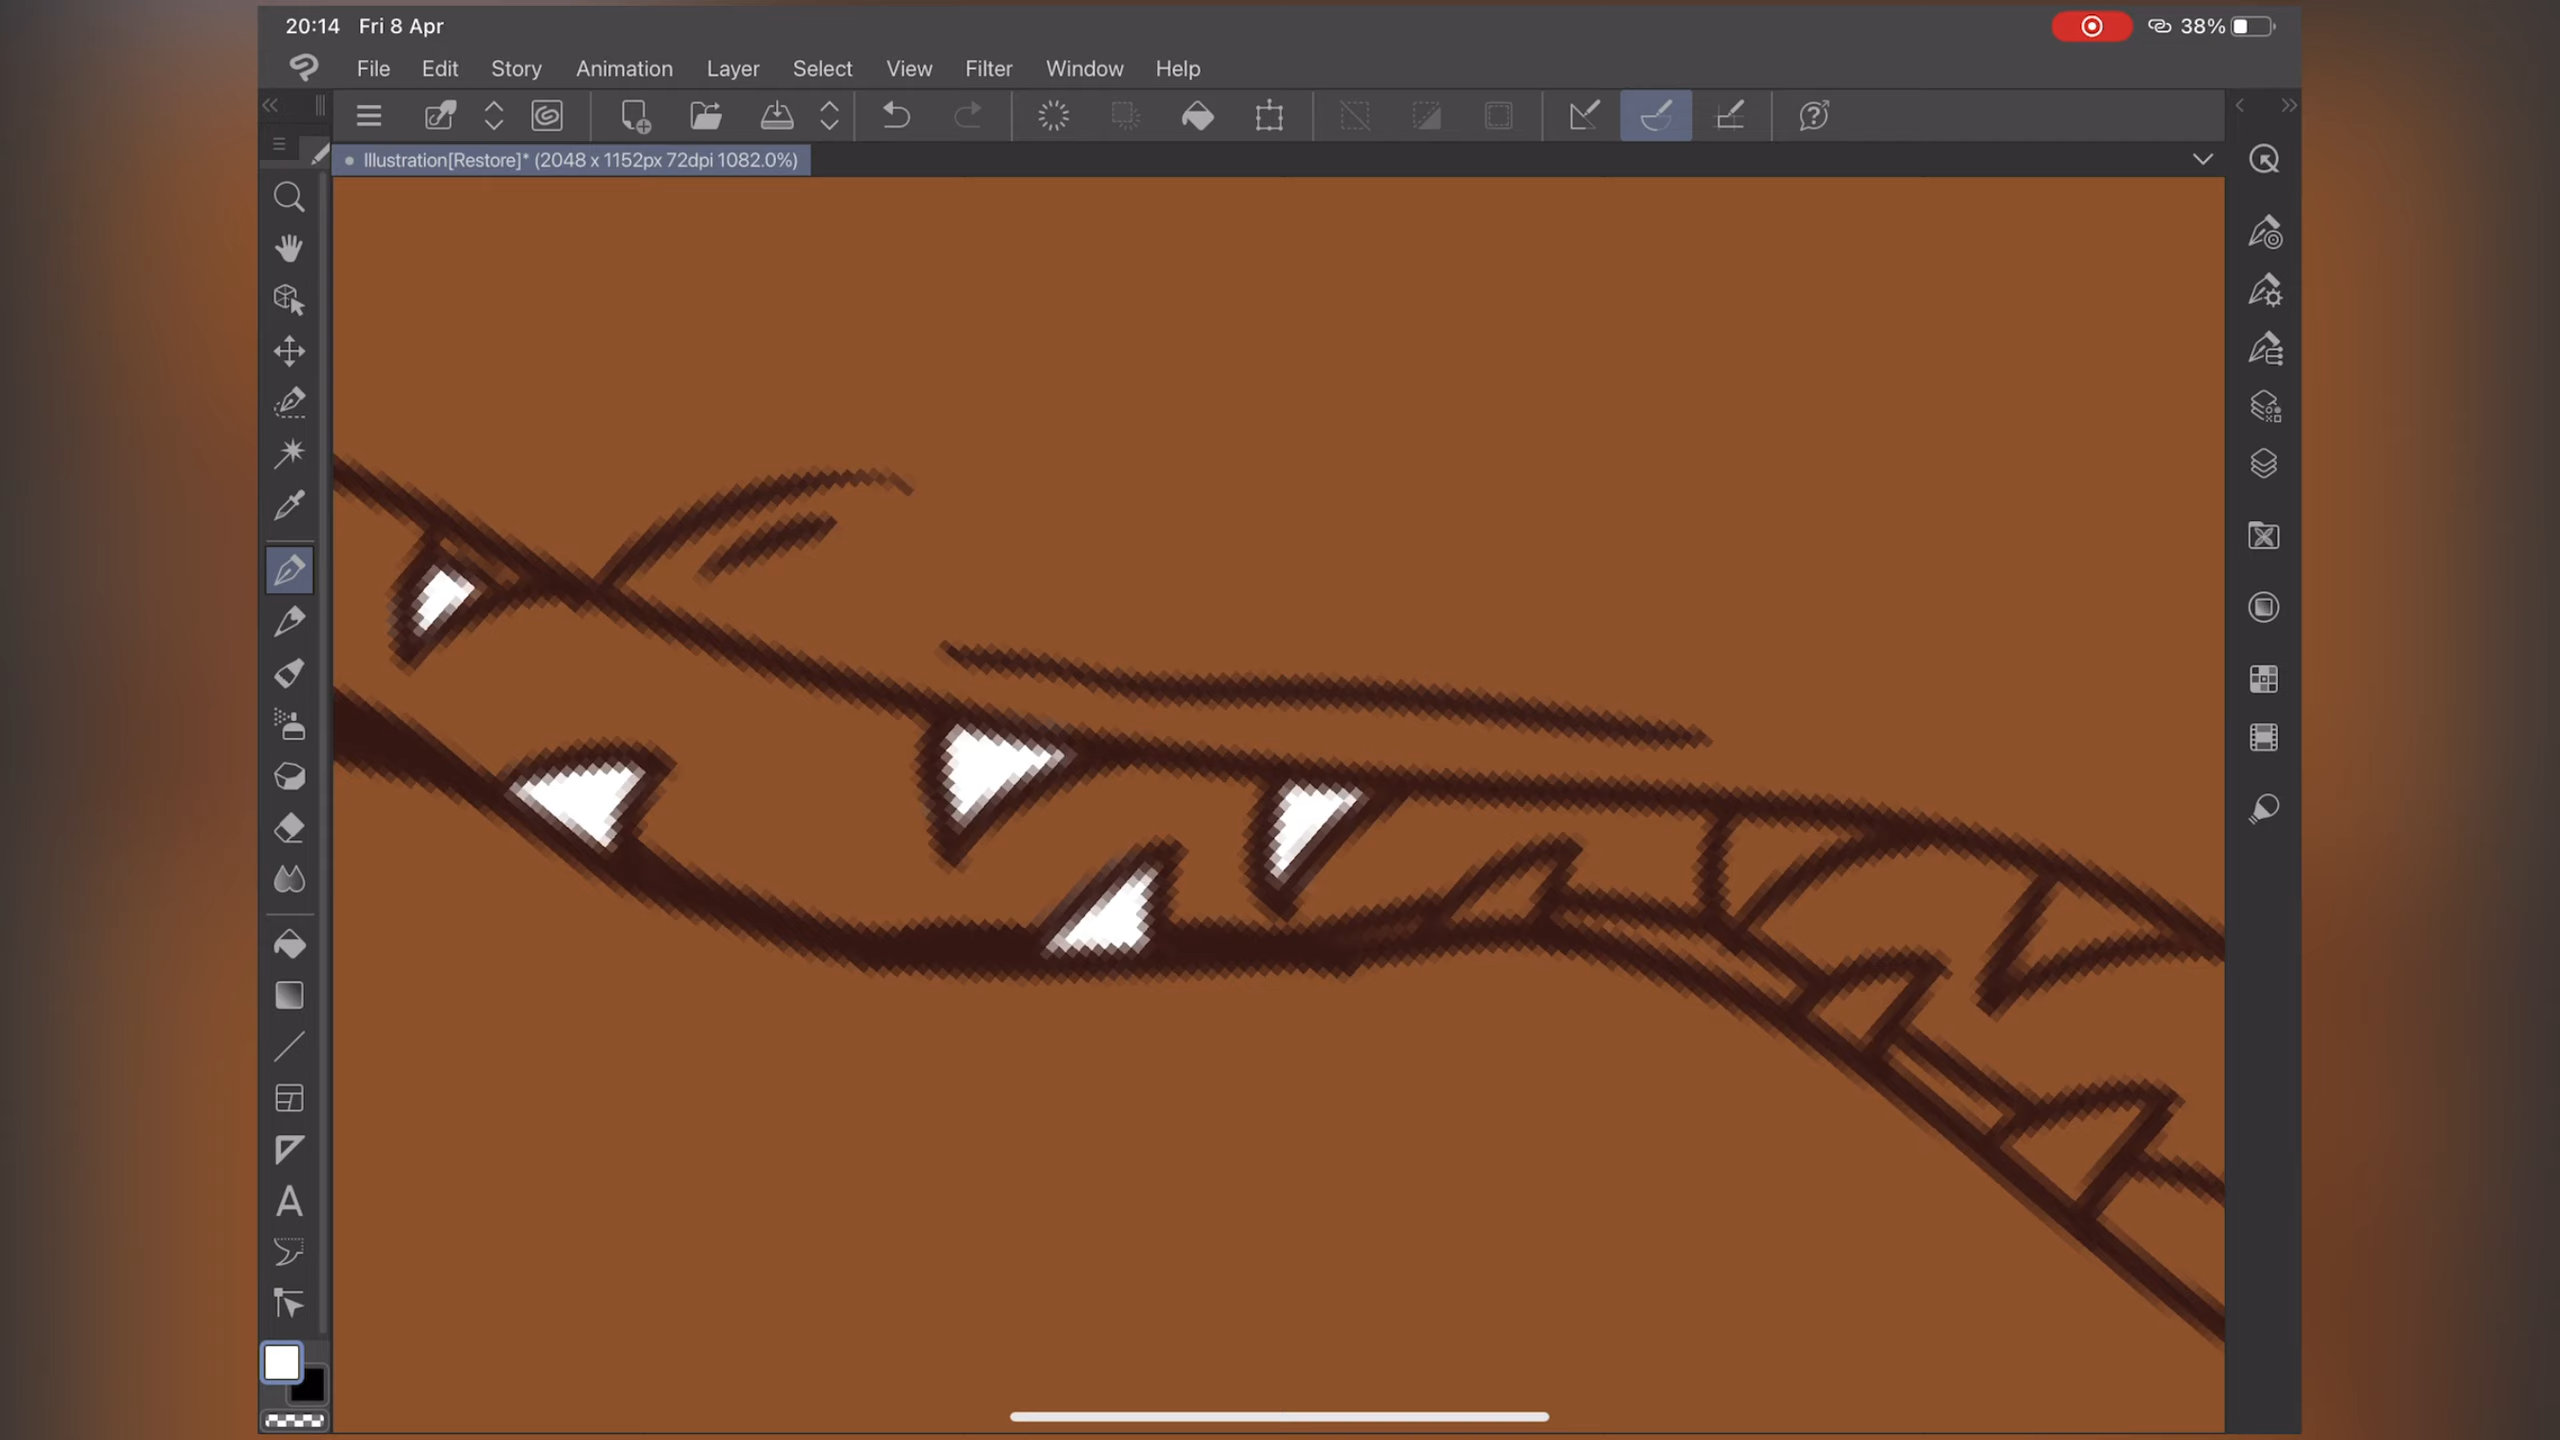 20:14 Fri 8 Apr 38%
File Edit Story Animation Layer Select View Filter Window Help
Illustration[Restore]* (2048 x 1152px 72dpi 1082.0%)
A